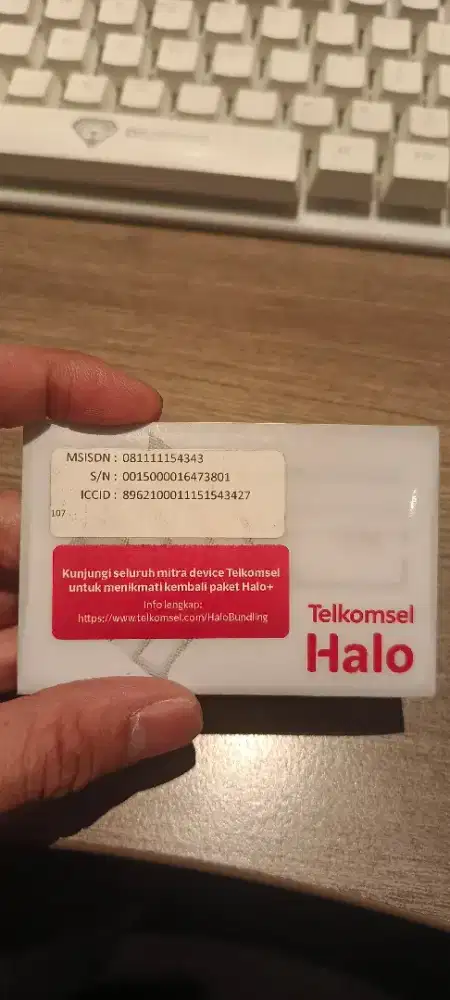 MSISDN : 081111154343
S/N : 0015000016473801
ICCID : 8962100011151543427
107
Kunjungi seluruh mitra device Telkomsel
untuk menikmati kembali paket Halo+
Info lengkap:
https://www.telkomsel.com/HaloBundling
Telkomsel
Halo